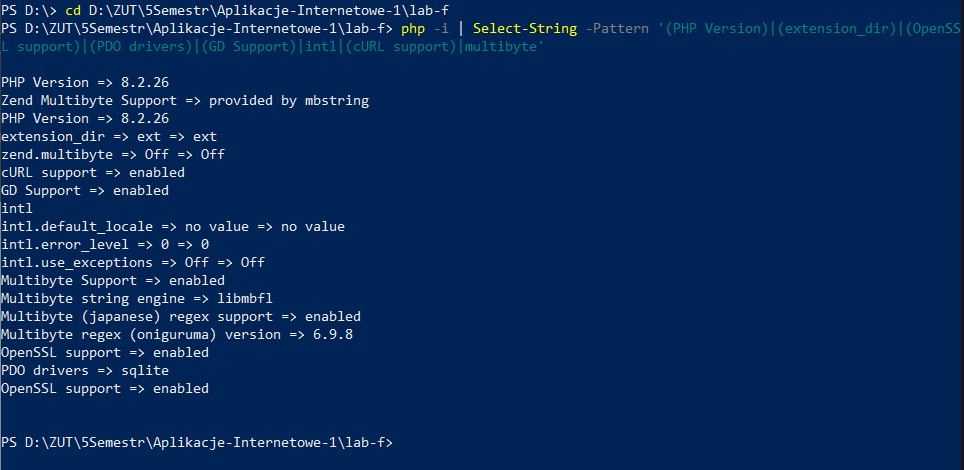 PS D:\> cd D:\ZUT\5Semestr\Aplikacje-Internetowe-1\lab-f
PS D:\ZUT\5Semestr\Aplikacje-Internetowe-1\lab-f> php -i | Select-String -Pattern '(PHP Version)|(extension_dir)|(OpenSS
L support)|(PDO drivers)|(GD Support)|intl|(cURL support)|multibyte'
PHP Version => 8.2.26
Zend Multibyte Support => provided by mbstring
PHP Version => 8.2.26
extension_dir => ext => ext
zend.multibyte => Off => Off
cURL support => enabled
GD Support => enabled
intl
intl.default_locale => no value => no value
intl.error_level => 0 => 0
intl.use_exceptions => Off => Off
Multibyte Support => enabled
Multibyte string engine => libmbfl
Multibyte (japanese) regex support => enabled
Multibyte regex (oniguruma) version => 6.9.8
OpenSSL support => enabled
PDO drivers => sqlite
OpenSSL support => enabled
PS D:\ZUT\5Semestr\Aplikacje-Internetowe-1\lab-f>